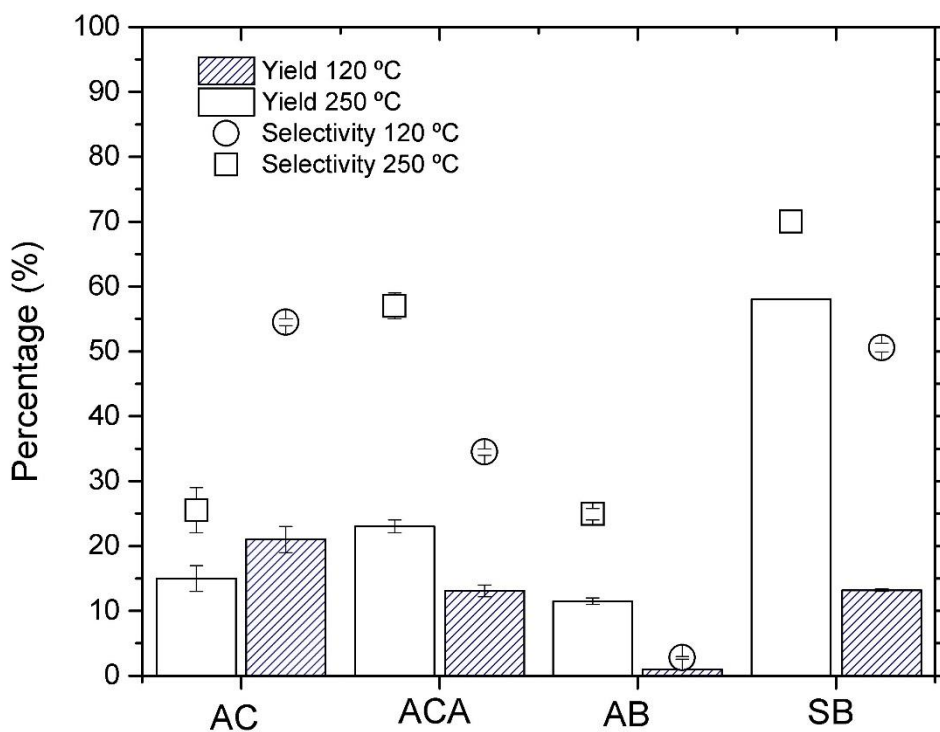 100
90
80
70
60
50
40
30
20
10
0
Percentage (%)
Yield 120 ºC
Yield 250 ºC
Selectivity 120 ºC
Selectivity 250 ºC
AC ACA AB SB